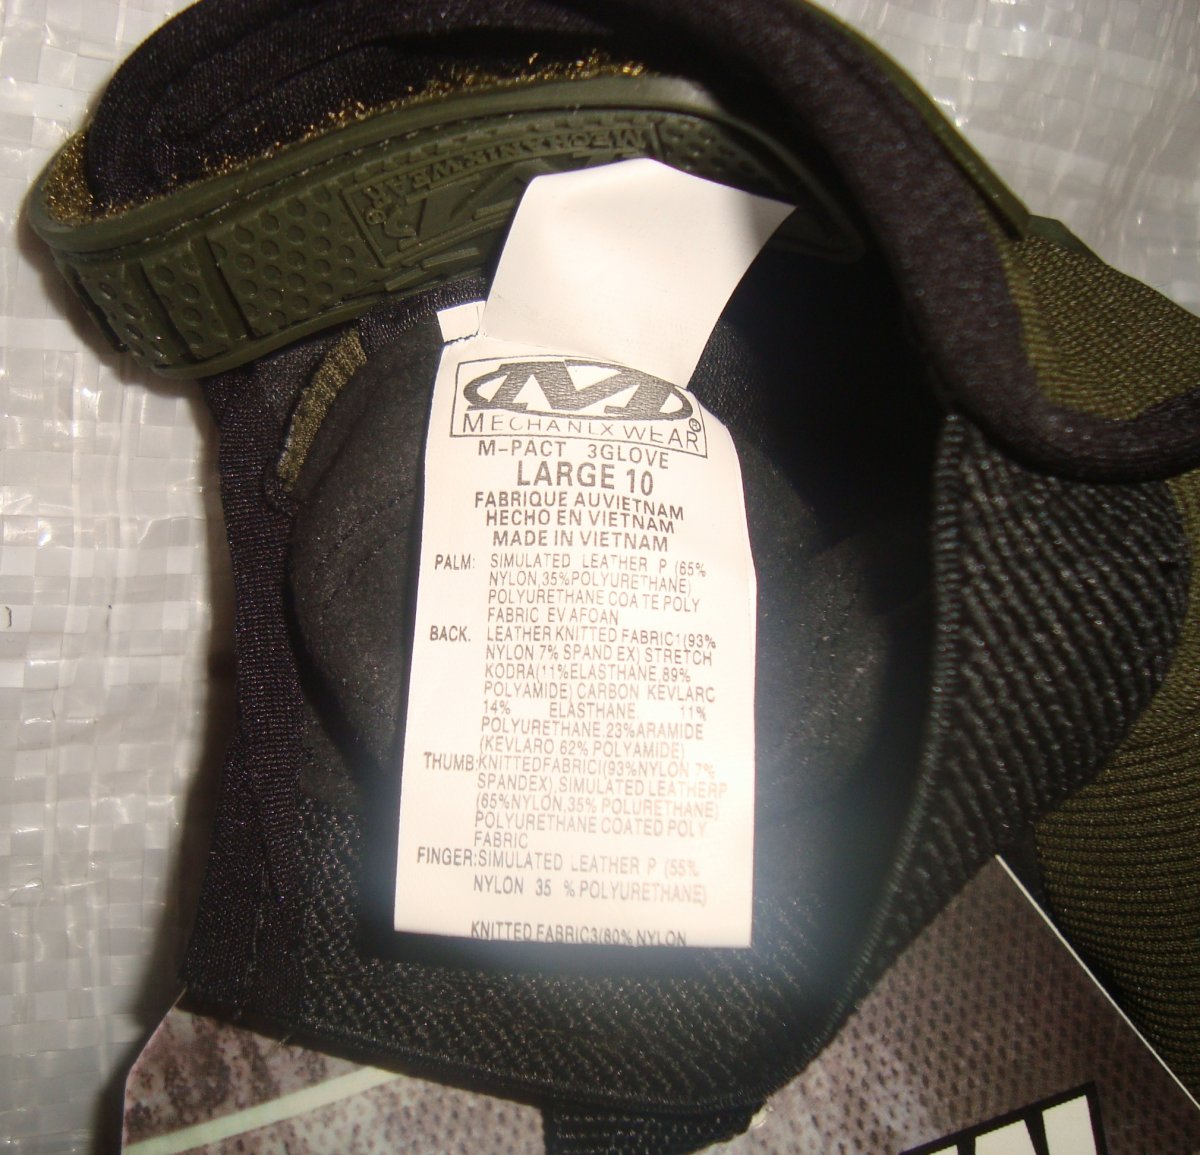 MECHANIX WEAR®
MECHANIX WEAR®
M-PACT 3GLOVE
LARGE 10
FABRIQUE AUVIETNAM
HECHO EN VIETNAM
MADE IN VIETNAM
PALM: SIMULATED LEATHER P (65%
NYLON,35%POLYURETHANE)
POLYURETHANE COA TE POLY
FABRIC EVAFOAN
BACK. LEATHER KNITTED FABRIC1(93%
NYLON 7% SPAND EX) STRETCH
KODRA(11%ELASTHANE,89%
POLYAMIDE) CARBON KEVLARC
14% ELASTHANE. 11%
POLYURETHANE.23%ARAMIDE
(KEVLARO 62% POLYAMIDE)
THUMB:KNITTEDFABRICI(93%NYLON 7%
SPANDEX),SIMULATED LEATHERP
(65%NYLON,35% POLURETHANE)
POLYURETHANE COATED POLY
FABRIC
FINGER:SIMULATED LEATHER P (55%
NYLON 35 %POLYURETHANE)
KNITTED FABRIC3(80% NYLON